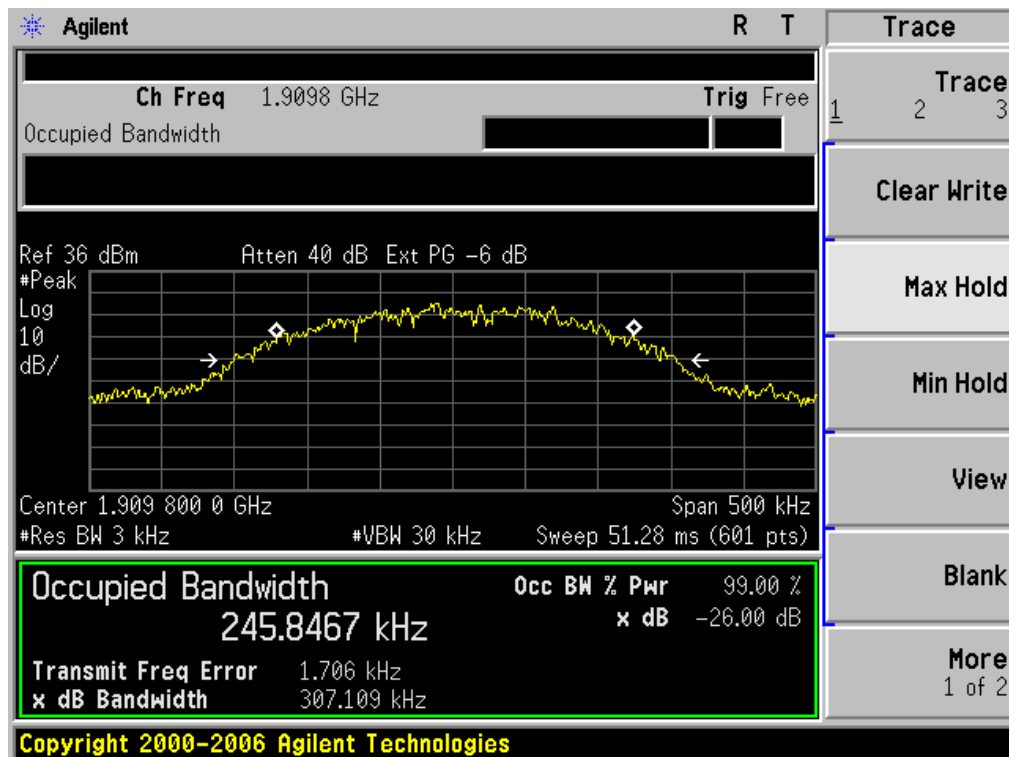 Agilent R T
Ch Freq 1.9098 GHz Trig Free
Occupied Bandwidth
Ref 36 dBm Atten 40 dB Ext PG -6 dB
#Peak
Log
10
dB/
Center 1.909 800 0 GHz Span 500 kHz
#Res BW 3 kHz #VBW 30 kHz Sweep 51.28 ms (601 pts)
Occupied Bandwidth Occ BW % Pwr 99.00 %
245.8467 kHz x dB -26.00 dB
Transmit Freq Error 1.706 kHz
x dB Bandwidth 307.109 kHz
Copyright 2000-2006 Agilent Technologies
Trace
Trace
1 2 3
Clear Write
Max Hold
Min Hold
View
Blank
More
1 of 2